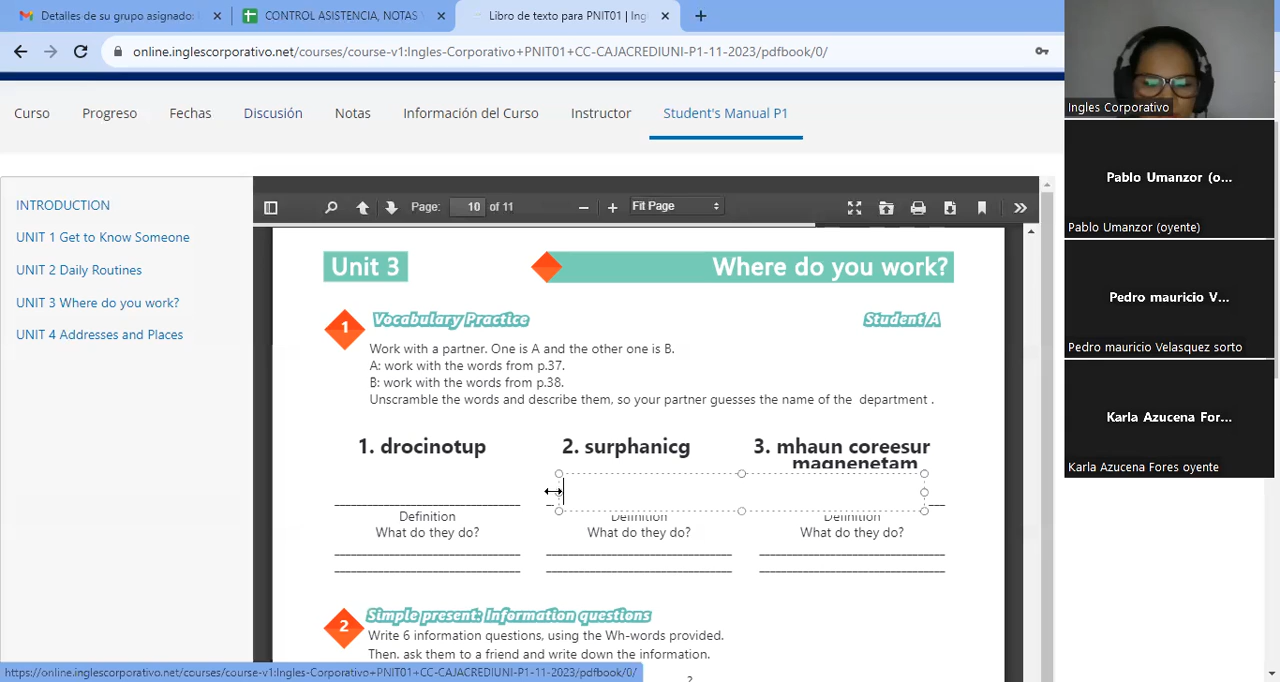 Detalles de su grupo asignado:
CONTROL ASISTENCIA, NOTAS
Libro de texto para PNIT01 | Ing
online.inglescorporativo.net/courses/course-v1:Ingles-Corporativo+PNIT01+CC-CAJACREDIUNI-P1-11-2023/pdfbook/0/
Curso
Progreso
Fechas
Discusión
Notas
Información del Curso
Instructor
Student's Manual P1
INTRODUCTION
UNIT 1 Get to Know Someone
UNIT 2 Daily Routines
UNIT 3 Where do you work?
UNIT 4 Addresses and Places
Page: 10 of 11
Fit Page
Unit 3
Where do you work?
1
Vocabulary Practice
Student A
Work with a partner. One is A and the other one is B.
A: work with the words from p.37.
B: work with the words from p.38.
Unscramble the words and describe them, so your partner guesses the name of the department .
1. drocinotup
2. surphanicg
3. mhaun coreesur
magnenetam
Definition
What do they do?
Definition
What do they do?
Definition
What do they do?
2
Simple present: Information questions
Write 6 information questions, using the Wh-words provided.
Then. ask them to a friend and write down the information.
?
https://online.inglescorporativo.net/courses/course-v1:Ingles-Corporativo+PNIT01+CC-CAJACREDIUNI-P1-11-2023/pdfbook/0/
Ingles Corporativo
Pablo Umanzor (o...
Pablo Umanzor (oyente)
Pedro mauricio V...
Pedro mauricio Velasquez sorto
Karla Azucena For...
Karla Azucena Fores oyente